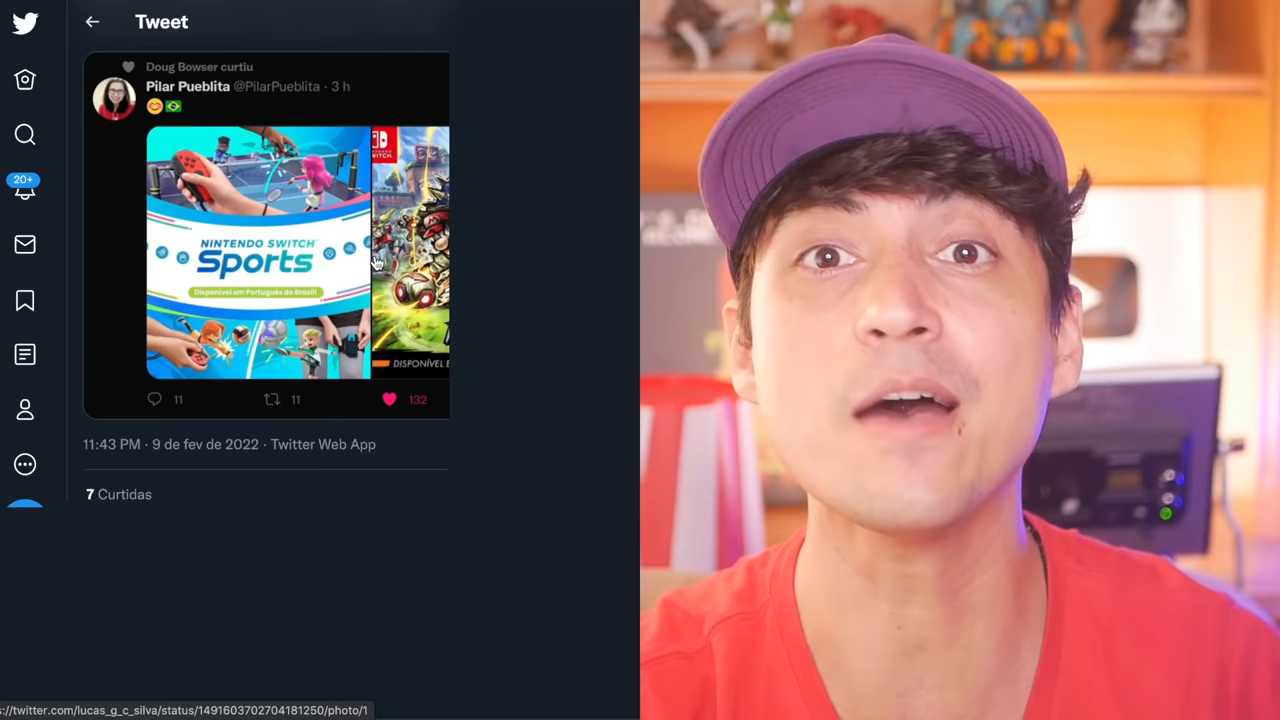 Tweet
Doug Bowser curtiu
Pilar Pueblita @PilarPueblita · 3 h
NINTENDO SWITCH
Sports
Disponível em Português do Brasil!
SWITCH
DISPONÍVEL E
11
11
132
20+
11:43 PM · 9 de fev de 2022 · Twitter Web App
7 Curtidas
s://twitter.com/lucas_g_c_silva/status/1491603702704181250/photo/1